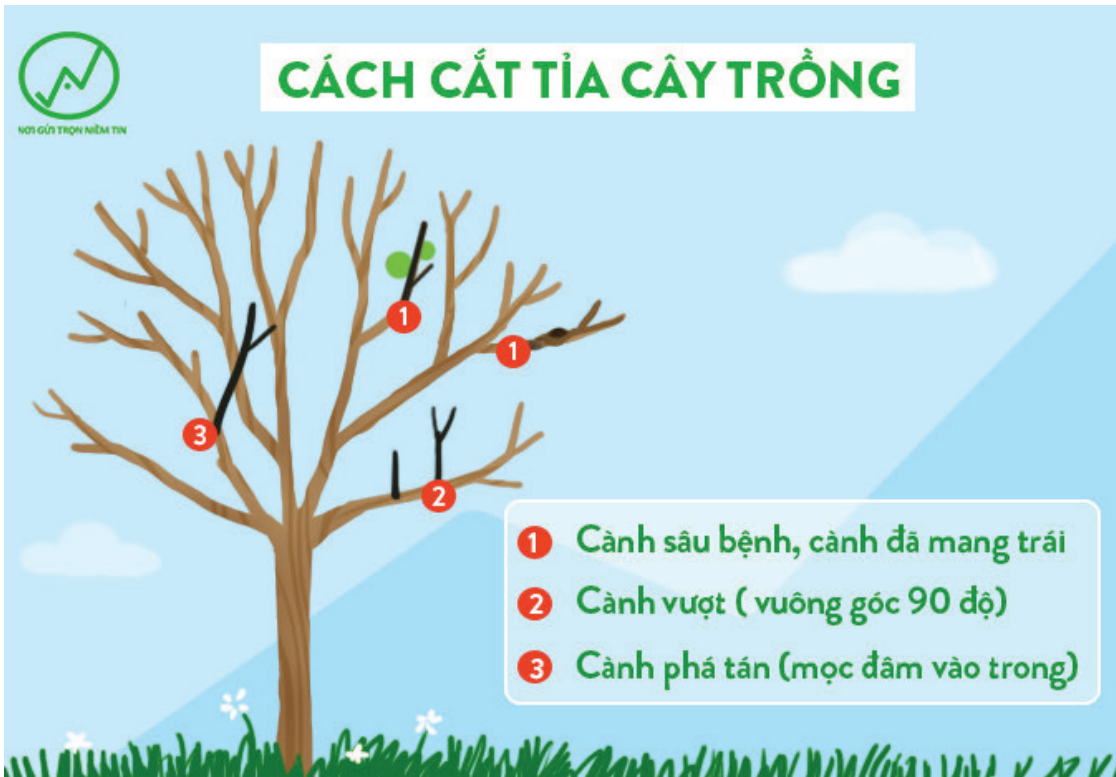 CÁCH CẮT TỈA CÂY TRỒNG
NƠI GỬI TRỌN NIỀM TIN
1
1
3
2
1 Cành sâu bệnh, cành đã mang trái
2 Cành vượt ( vuông góc 90 độ)
3 Cành phá tán (mọc đâm vào trong)